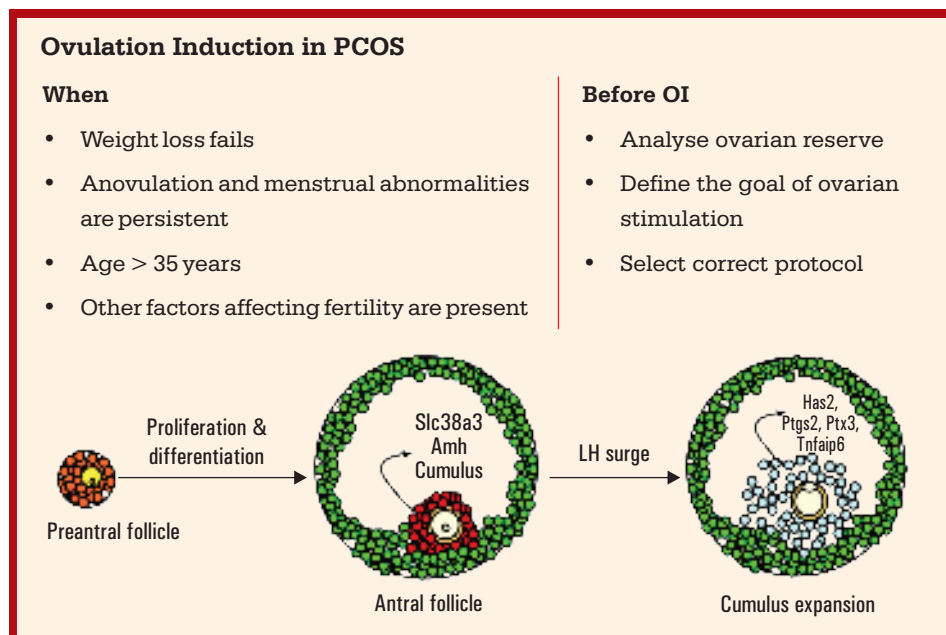 Ovulation Induction in PCOS
When
• Weight loss fails
• Anovulation and menstrual abnormalities
are persistent
• Age > 35 years
• Other factors affecting fertility are present
Before OI
• Analyse ovarian reserve
• Define the goal of ovarian
stimulation
• Select correct protocol
Preantral follicle
Proliferation &
differentiation
Slc38a3
Amh
Cumulus
Antral follicle
LH surge
Has2,
Ptgs2, Ptx3,
Tnfaip6
Cumulus expansion